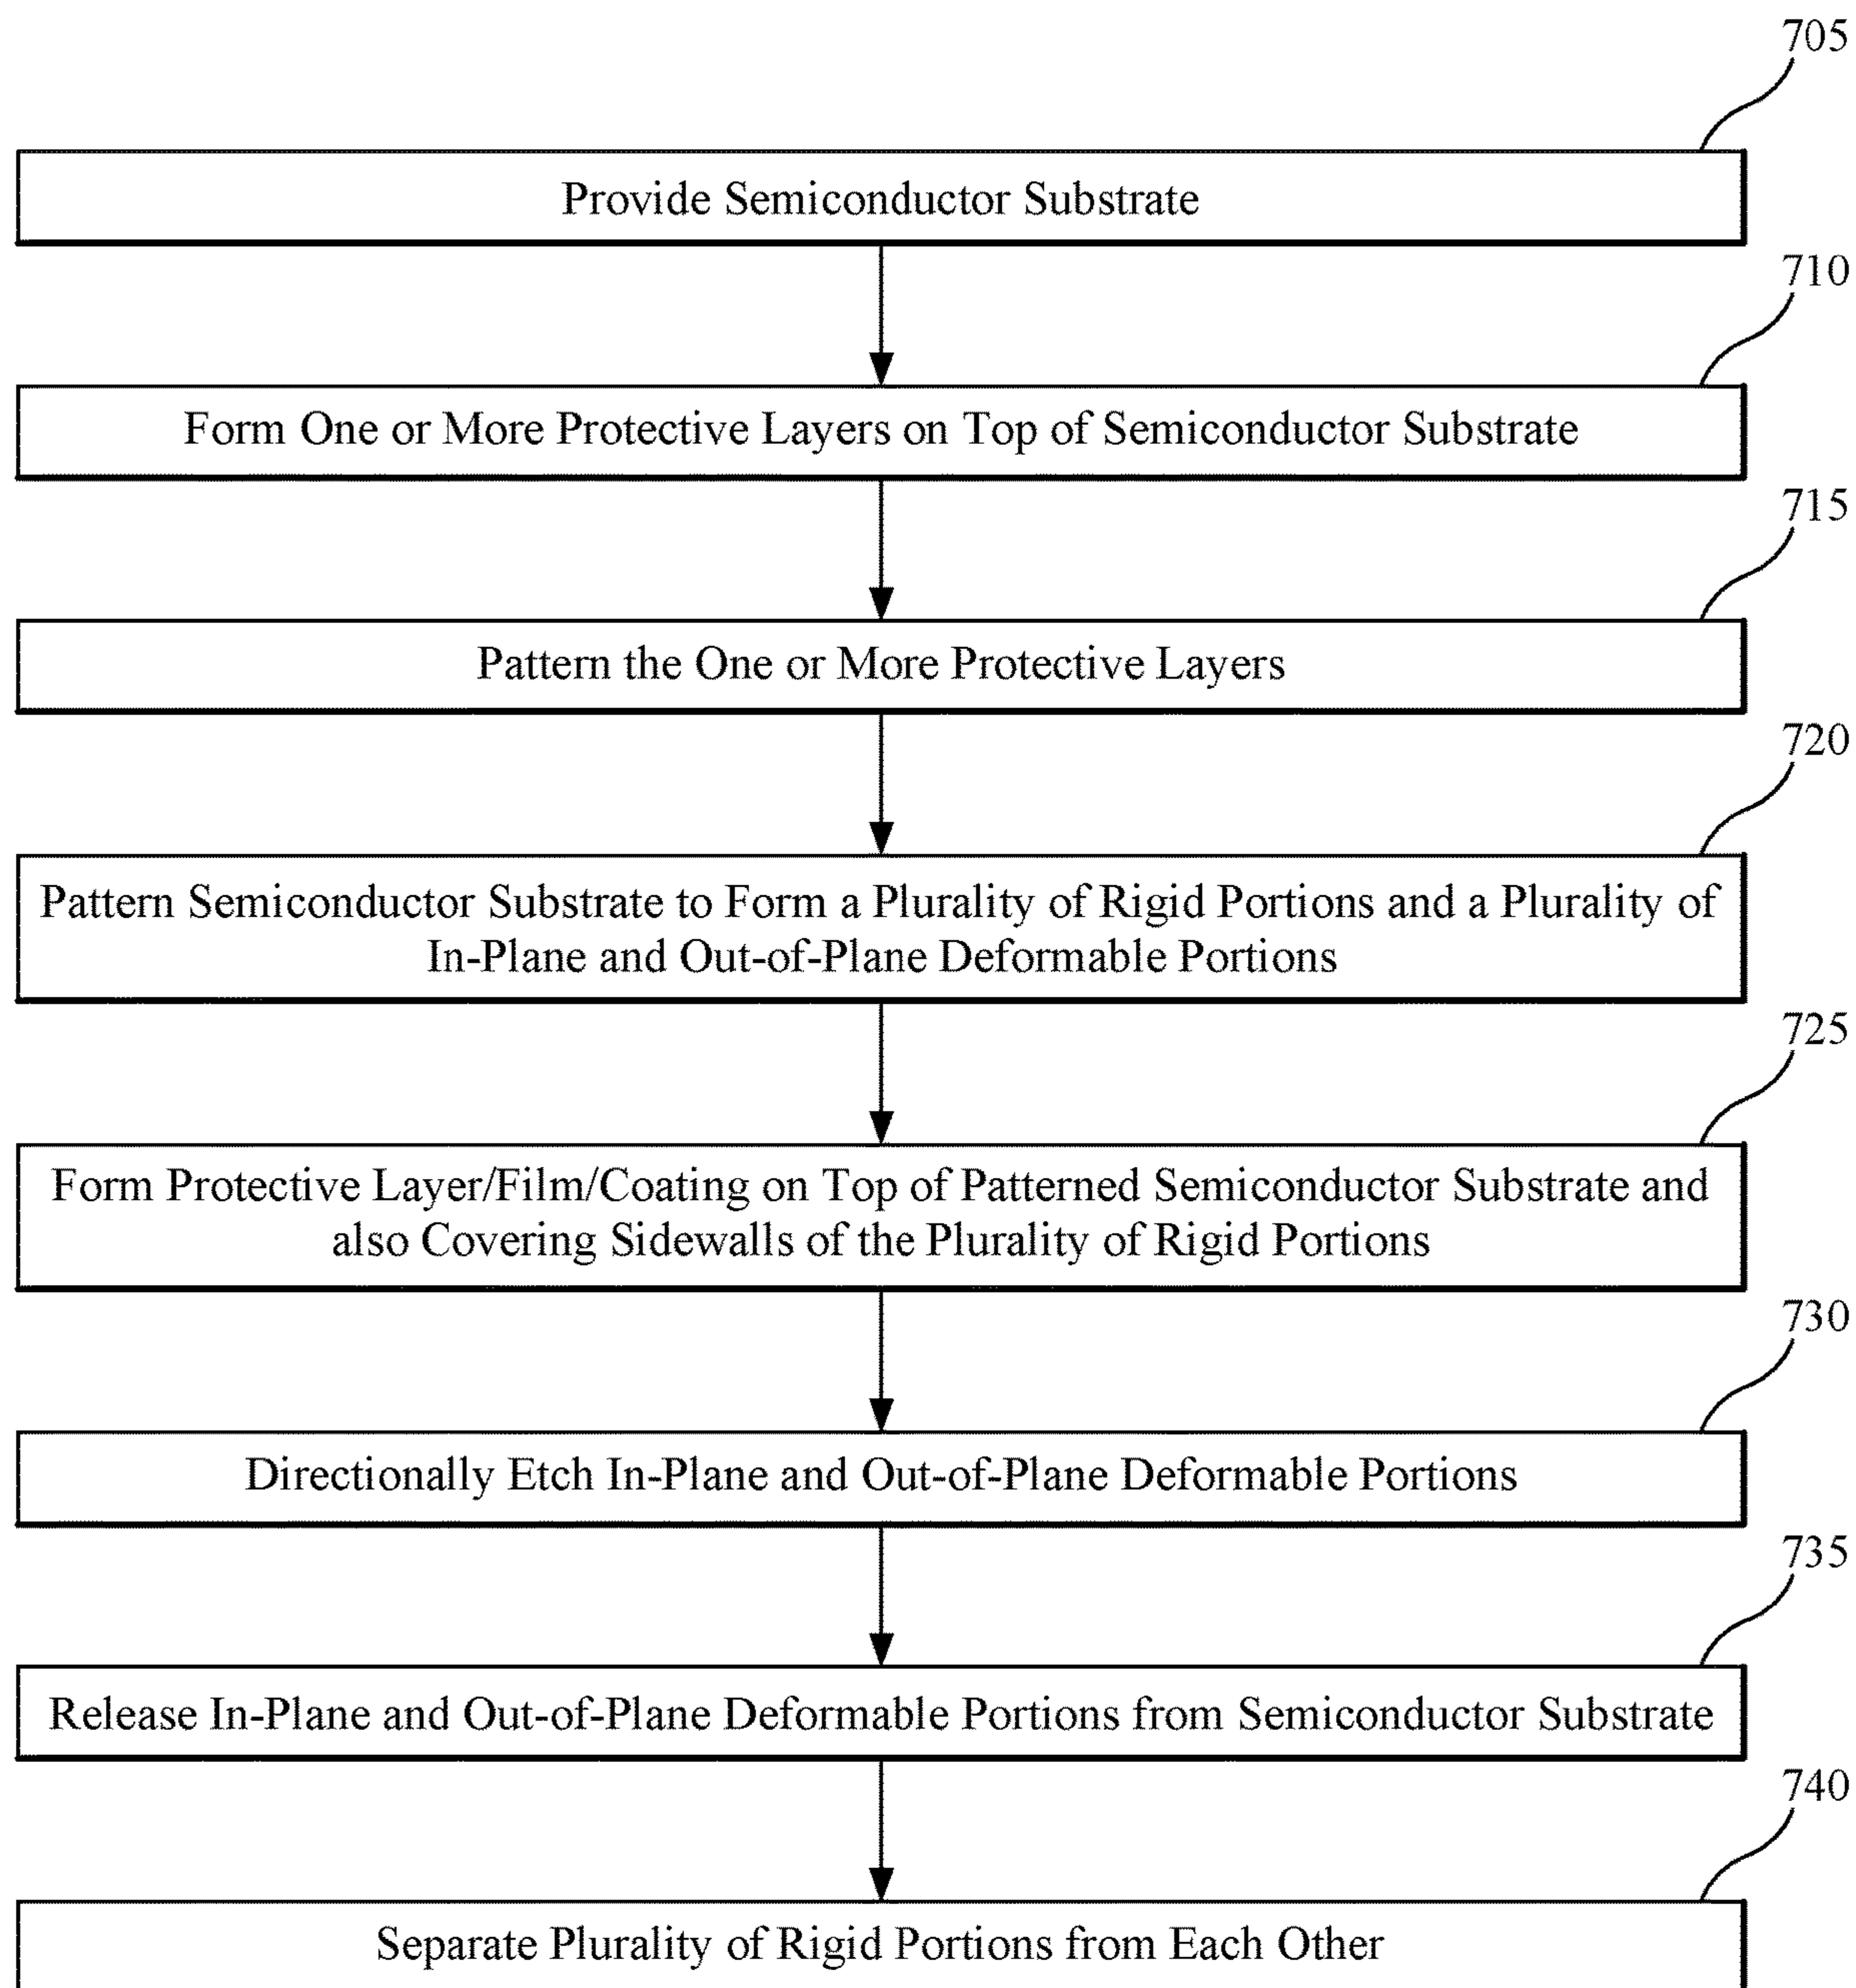 705
Provide Semiconductor Substrate
710
Form One or More Protective Layers on Top of Semiconductor Substrate
715
Pattern the One or More Protective Layers
720
Pattern Semiconductor Substrate to Form a Plurality of Rigid Portions and a Plurality of
In-Plane and Out-of-Plane Deformable Portions
725
Form Protective Layer/Film/Coating on Top of Patterned Semiconductor Substrate and
also Covering Sidewalls of the Plurality of Rigid Portions
730
Directionally Etch In-Plane and Out-of-Plane Deformable Portions
735
Release In-Plane and Out-of-Plane Deformable Portions from Semiconductor Substrate
740
Separate Plurality of Rigid Portions from Each Other